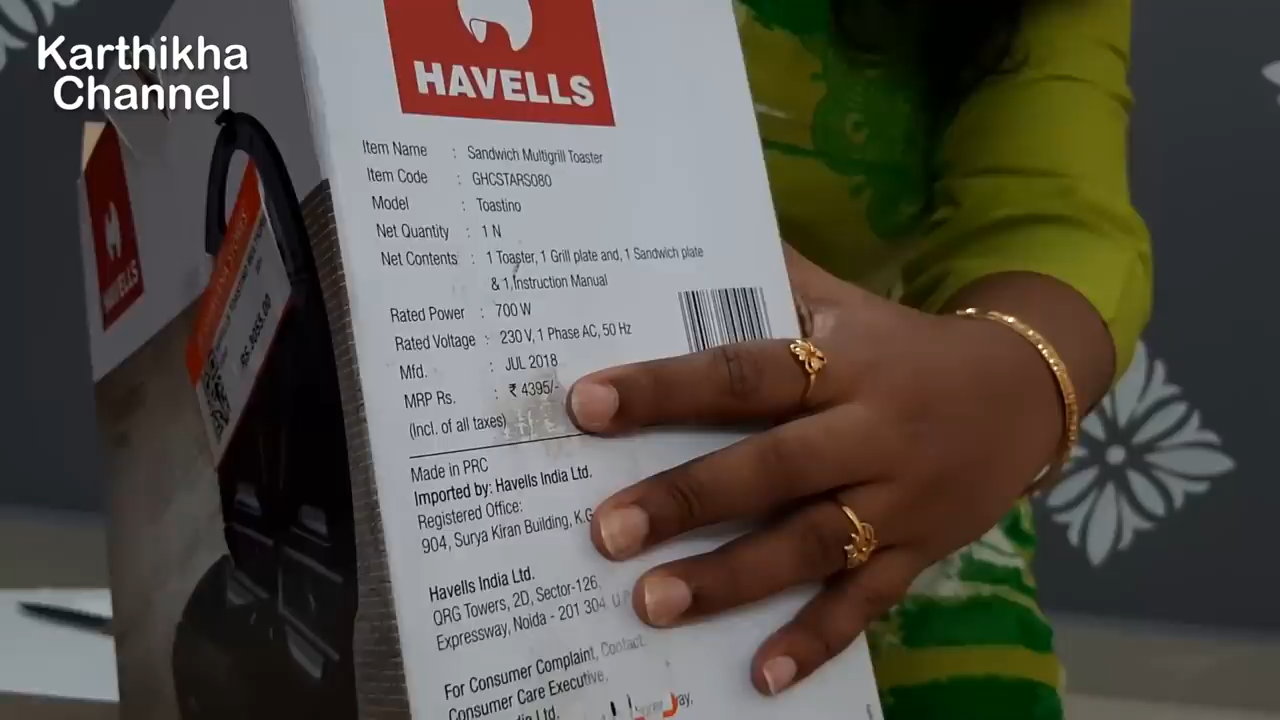 Karthikha
Channel
HAVELLS
Item Name : Sandwich Multigrill Toaster
Item Code : GHCSTARS080
Model : Toastino
Net Quantity : 1 N
Net Contents : 1 Toaster, 1 Grill plate and, 1 Sandwich plate
& 1 Instruction Manual
Rated Power : 700 W
Rated Voltage : 230 V, 1 Phase AC, 50 Hz
Mfd. : JUL 2018
MRP Rs. : ₹ 4395/-
(Incl. of all taxes)
Made in PRC
Imported by: Havells India Ltd.
Registered Office:
904, Surya Kiran Building, K.G
Havells India Ltd.
QRG Towers, 2D, Sector-126,
Expressway, Noida - 201 304 U.P
For Consumer Complaint, Contact
Consumer Care Executive,
Ltd.
HAVELLS